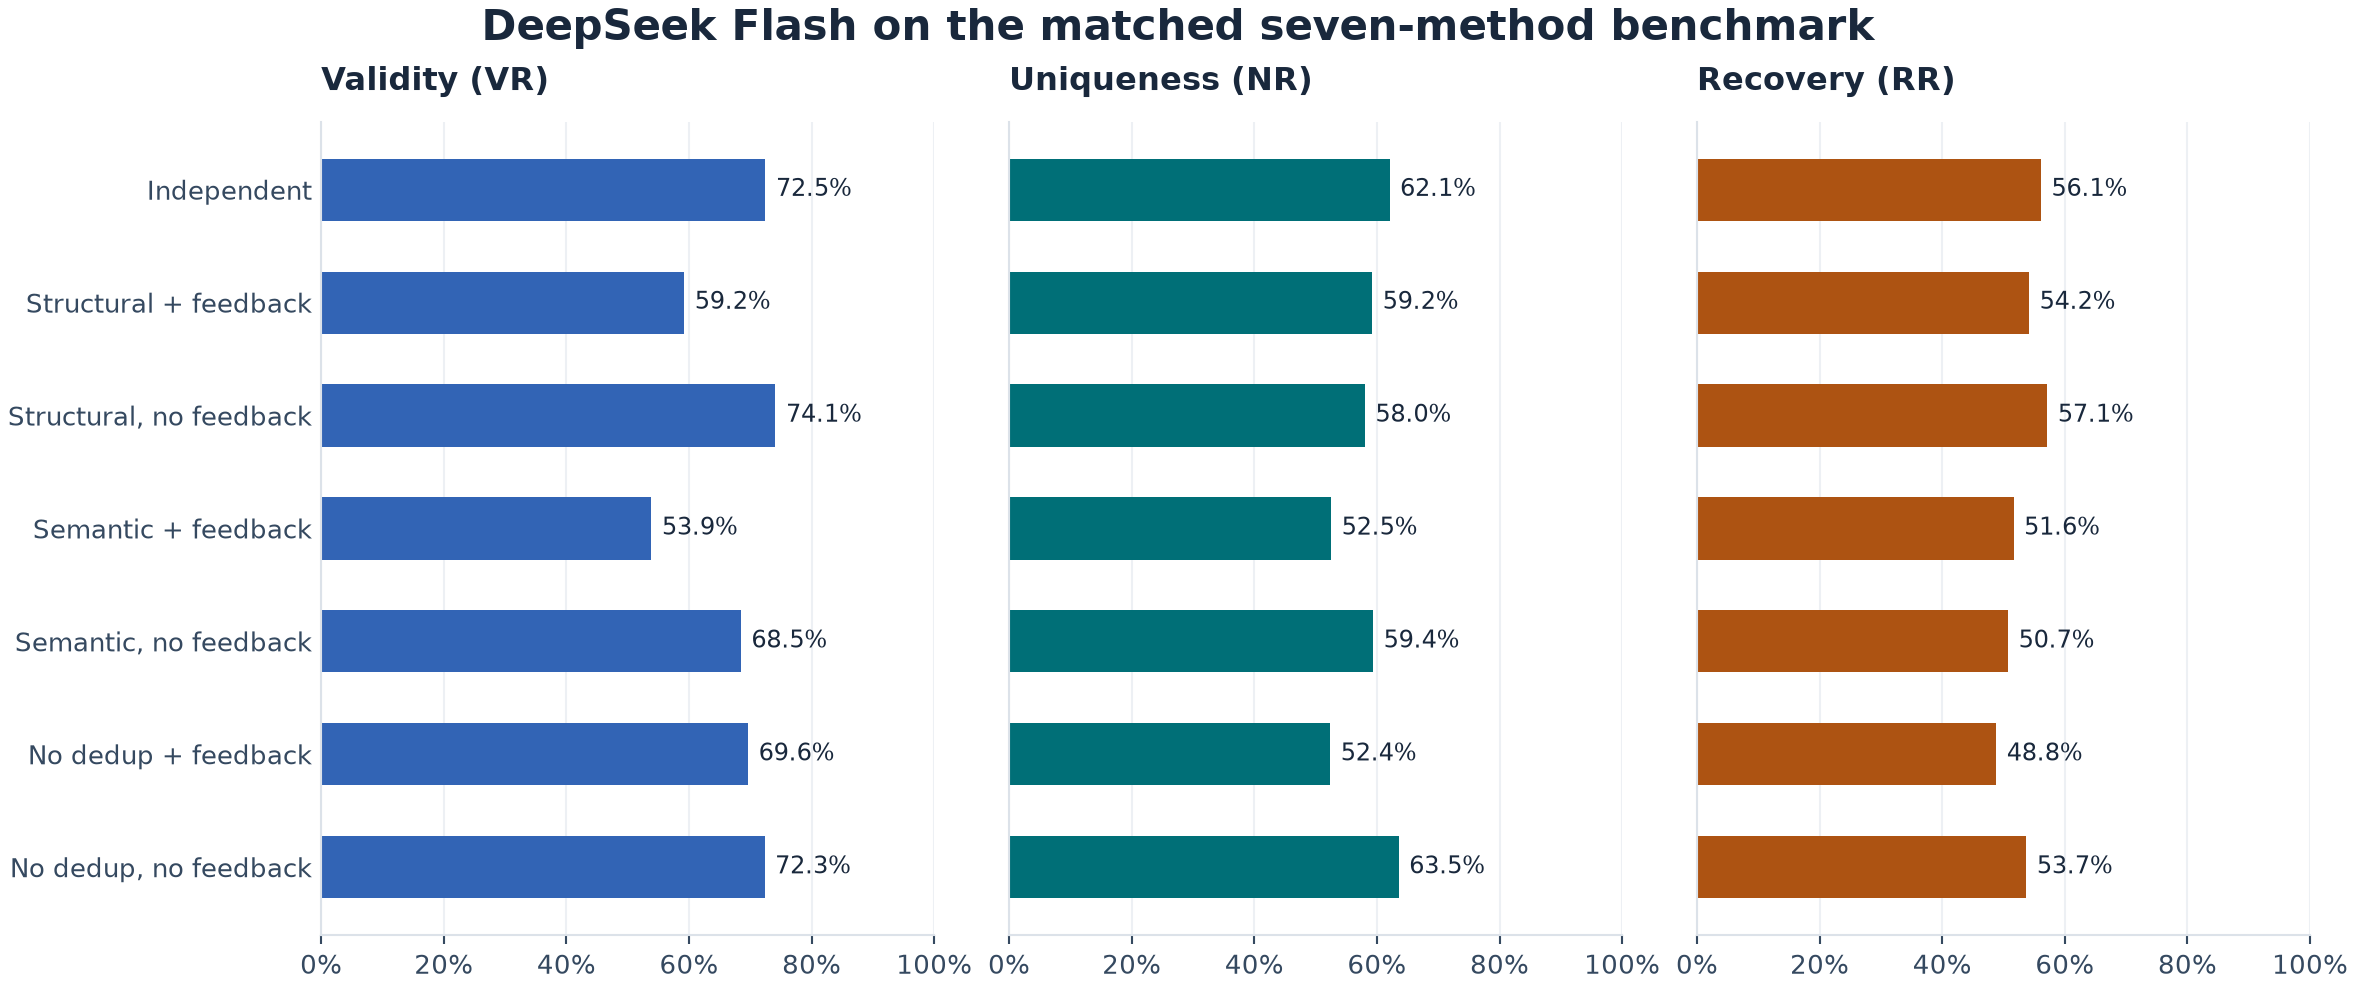 DeepSeek Flash on the matched seven-method benchmark
Validity (VR)
Uniqueness (NR)
Recovery (RR)
Independent
72.5%
62.1%
56.1%
Structural + feedback
59.2%
59.2%
54.2%
Structural, no feedback
74.1%
58.0%
57.1%
Semantic + feedback
53.9%
52.5%
51.6%
Semantic, no feedback
68.5%
59.4%
50.7%
No dedup + feedback
69.6%
52.4%
48.8%
No dedup, no feedback
72.3%
63.5%
53.7%
0% 20% 40% 60% 80% 100%
0% 20% 40% 60% 80% 100%
0% 20% 40% 60% 80% 100%